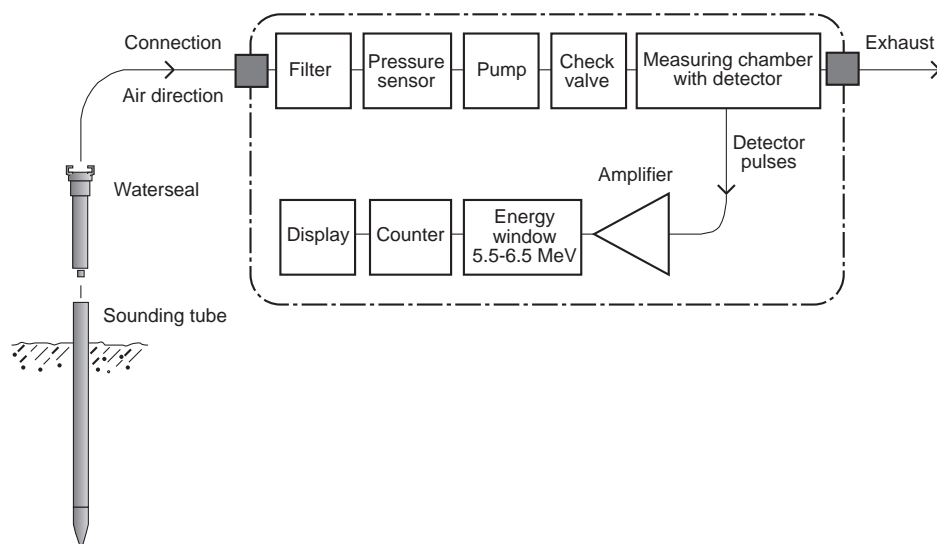 Connection
Air direction
Filter
Pressure
sensor
Pump
Check
valve
Measuring chamber
with detector
Exhaust
Detector
pulses
Amplifier
Waterseal
Display
Counter
Energy
window
5.5-6.5 MeV
Sounding tube